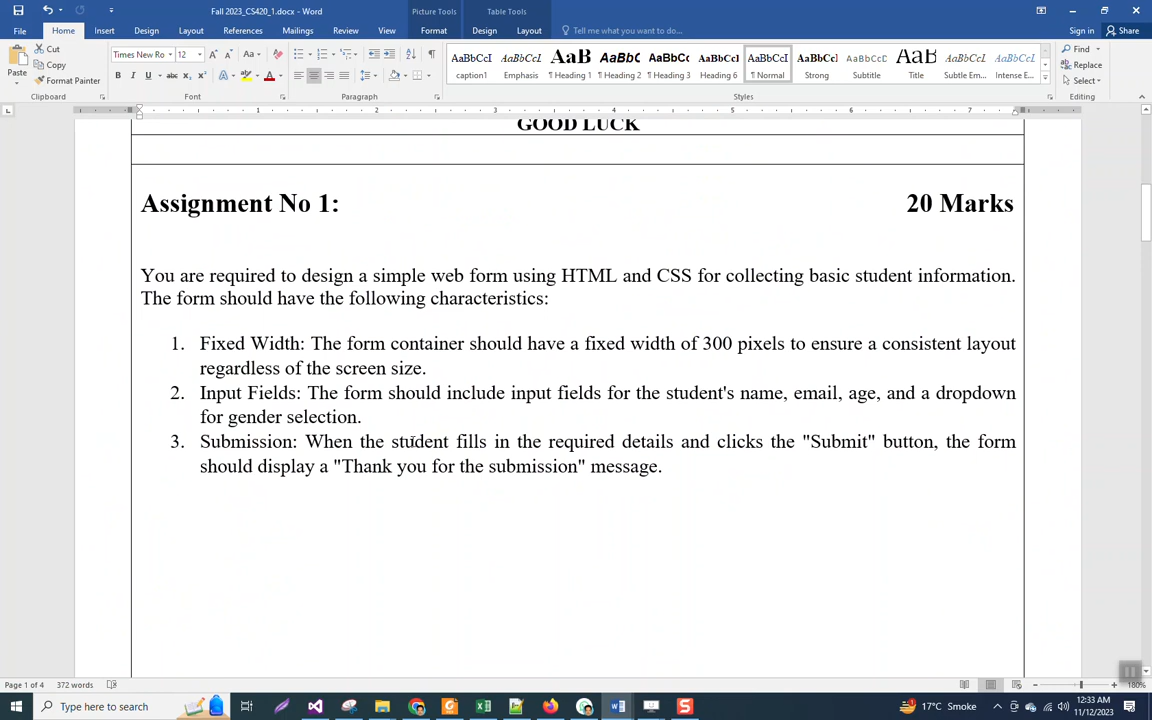 Fall 2023_CS420_1.docx - Word
Picture Tools
Table Tools
File
Home
Insert
Design
Layout
References
Mailings
Review
View
Format
Design
Layout
Tell me what you want to do...
Sign in
Share
Paste
Cut
Copy
Format Painter
Clipboard
Times New Ro
12
Font
Paragraph
AaBbCcI
caption1
AaBbCcI
Emphasis
AaB
¶ Heading 1
AaBbC
¶ Heading 2
AaBbCc
¶ Heading 3
AaBbCcI
Heading 6
AaBbCcI
¶ Normal
AaBbCc
Strong
AaBbCcI
Subtitle
AaB
Title
AaBbCcI
Subtle Em...
AaBbCcI
Intense E...
Styles
Find
Replace
Select
Editing
1 2 3 4 5 6 7
GOOD LUCK
Assignment No 1: 20 Marks
You are required to design a simple web form using HTML and CSS for collecting basic student information.
The form should have the following characteristics:
1. Fixed Width: The form container should have a fixed width of 300 pixels to ensure a consistent layout
regardless of the screen size.
2. Input Fields: The form should include input fields for the student's name, email, age, and a dropdown
for gender selection.
3. Submission: When the student fills in the required details and clicks the "Submit" button, the form
should display a "Thank you for the submission" message.
Page 1 of 4
372 words
180%
Type here to search
17°C Smoke
12:33 AM
11/12/2023